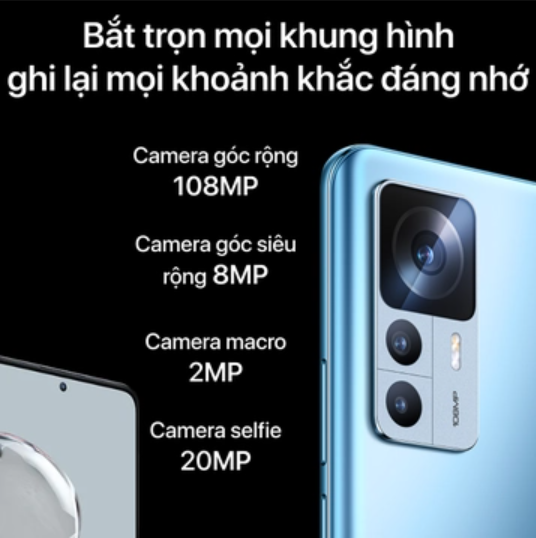 Bắt trọn mọi khung hình
ghi lại mọi khoảnh khắc đáng nhớ
Camera góc rộng
108MP
Camera góc siêu
rộng 8MP
Camera macro
2MP
Camera selfie
20MP
108MP